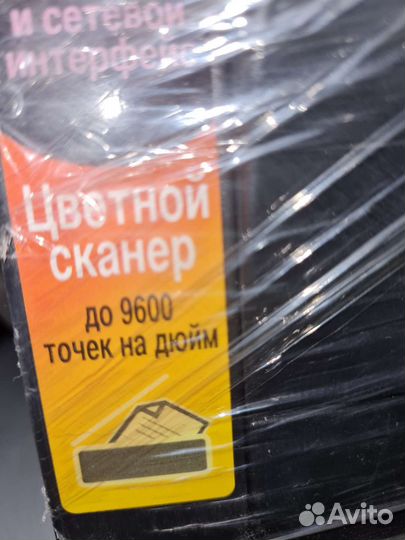 и сетевой
интерфейс
Цветной
сканер
до 9600
точек на дюйм
Avito